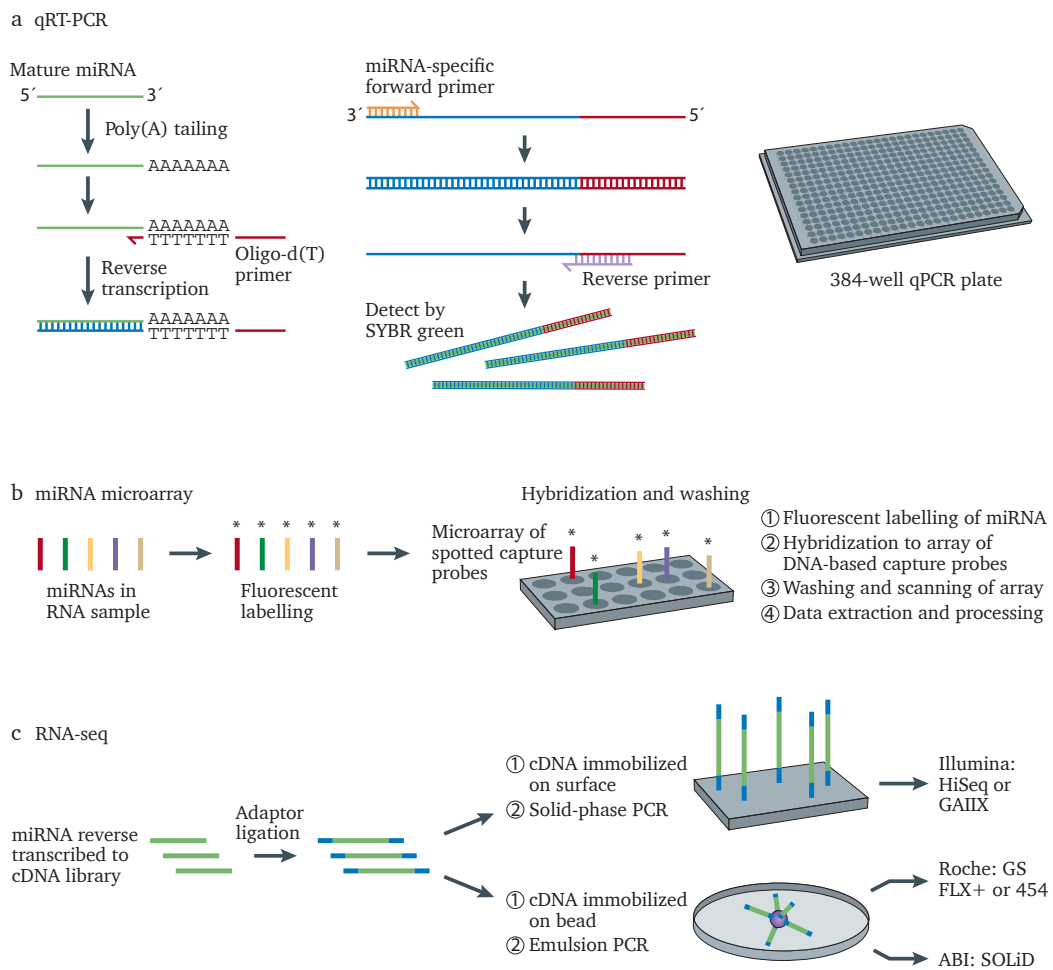 a qRT-PCR
Mature miRNA
5´ 3´
Poly(A) tailing
AAAAAAA
AAAAAAA
TTTTTTT
Oligo-d(T)
primer
Reverse
transcription
AAAAAAA
TTTTTTT
miRNA-specific
forward primer
3´ 5´
Reverse primer
Detect by
SYBR green
384-well qPCR plate
b miRNA microarray
miRNAs in
RNA sample
* * * * *
Fluorescent
labelling
Hybridization and washing
Microarray of
spotted capture
probes
* * * * *
① Fluorescent labelling of miRNA
② Hybridization to array of
DNA-based capture probes
③ Washing and scanning of array
④ Data extraction and processing
c RNA-seq
miRNA reverse
transcribed to
cDNA library
Adaptor
ligation
① cDNA immobilized
on surface
② Solid-phase PCR
Illumina:
HiSeq or
GAIIX
① cDNA immobilized
on bead
② Emulsion PCR
Roche: GS
FLX+ or 454
ABI: SOLiD